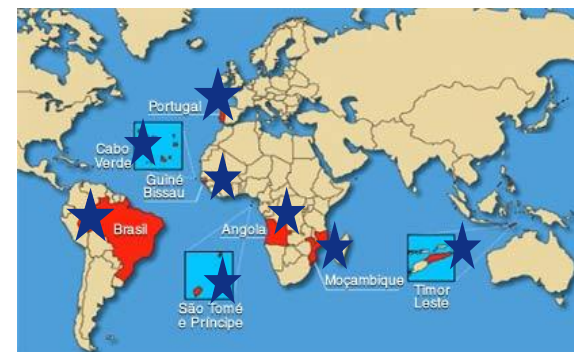 Portugal
Cabo
Verde
Guiné
Bissau
Brasil
Angola
Moçambique
São Tomé
e Príncipe
Timor
Leste